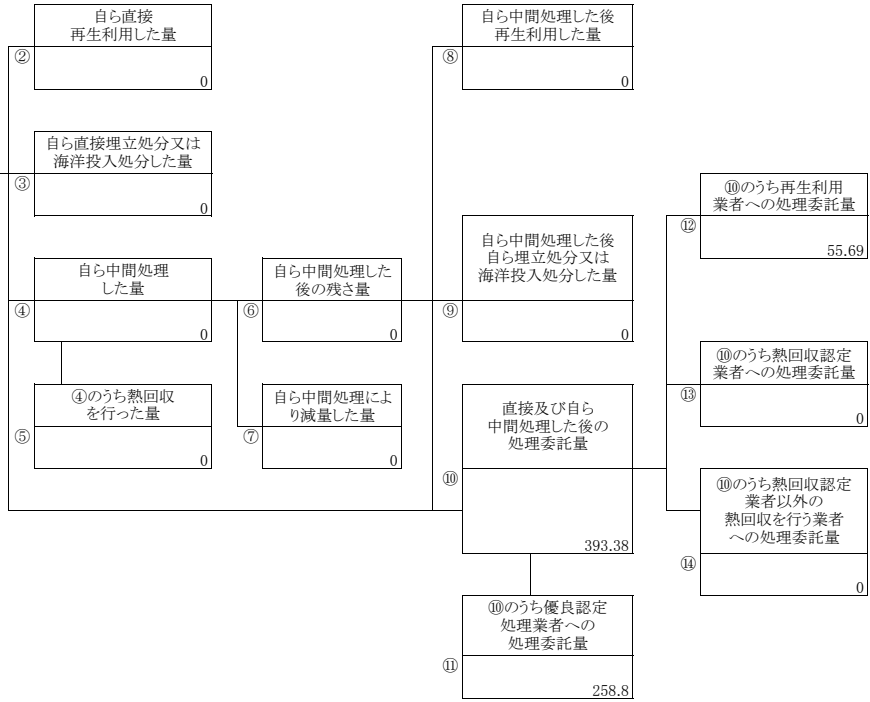 自ら直接
再生利用した量
②
0
自ら直接埋立処分又は
海洋投入処分した量
③
0
自ら中間処理
した量
④
0
④のうち熱回収
を行った量
⑤
0
自ら中間処理した
後の残さ量
⑥
0
自ら中間処理によ
り減量した量
⑦
0
自ら中間処理した後
再生利用した量
⑧
0
自ら中間処理した後
自ら埋立処分又は
海洋投入処分した量
⑨
0
直接及び自ら
中間処理した後の
処理委託量
⑩
393.38
⑩のうち優良認定
処理業者への
処理委託量
⑪
258.8
⑩のうち再生利用
業者への処理委託量
⑫
55.69
⑩のうち熱回収認定
業者への処理委託量
⑬
0
⑩のうち熱回収認定
業者以外の
熱回収を行う業者
への処理委託量
⑭
0